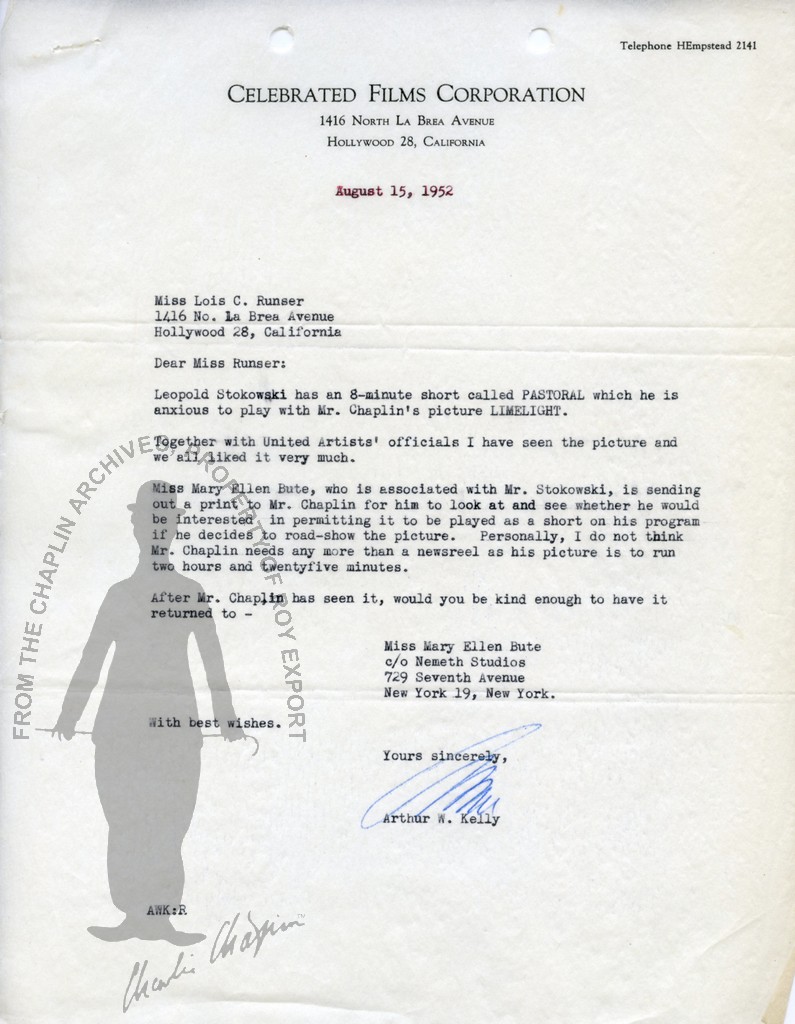 Telephone HEmpstead 2141
CELEBRATED FILMS CORPORATION
1416 NORTH LA BREA AVENUE
HOLLYWOOD 28, CALIFORNIA
August 15, 1952
Miss Lois C. Runser
1416 No. La Brea Avenue
Hollywood 28, California
Dear Miss Runser:
Leopold Stokowski has an 8-minute short called PASTORAL which he is
anxious to play with Mr. Chaplin's picture LIMELIGHT.
Together with United Artists' officials I have seen the picture and
we all liked it very much.
Miss Mary Ellen Bute, who is associated with Mr. Stokowski, is sending
out a print to Mr. Chaplin for him to look at and see whether he would
be interested in permitting it to be played as a short on his program
if he decides to road-show the picture. Personally, I do not think
Mr. Chaplin needs any more than a newsreel as his picture is to run
two hours and twentyfive minutes.
After Mr. Chaplin has seen it, would you be kind enough to have it
returned to -
Miss Mary Ellen Bute
c/o Nemeth Studios
729 Seventh Avenue
New York 19, New York.
With best wishes.
Yours sincerely,
Arthur W. Kelly
AWK:R
FROM THE CHAPLIN ARCHIVES, PROPERTY OF ROY EXPORT
Charlie Chaplin